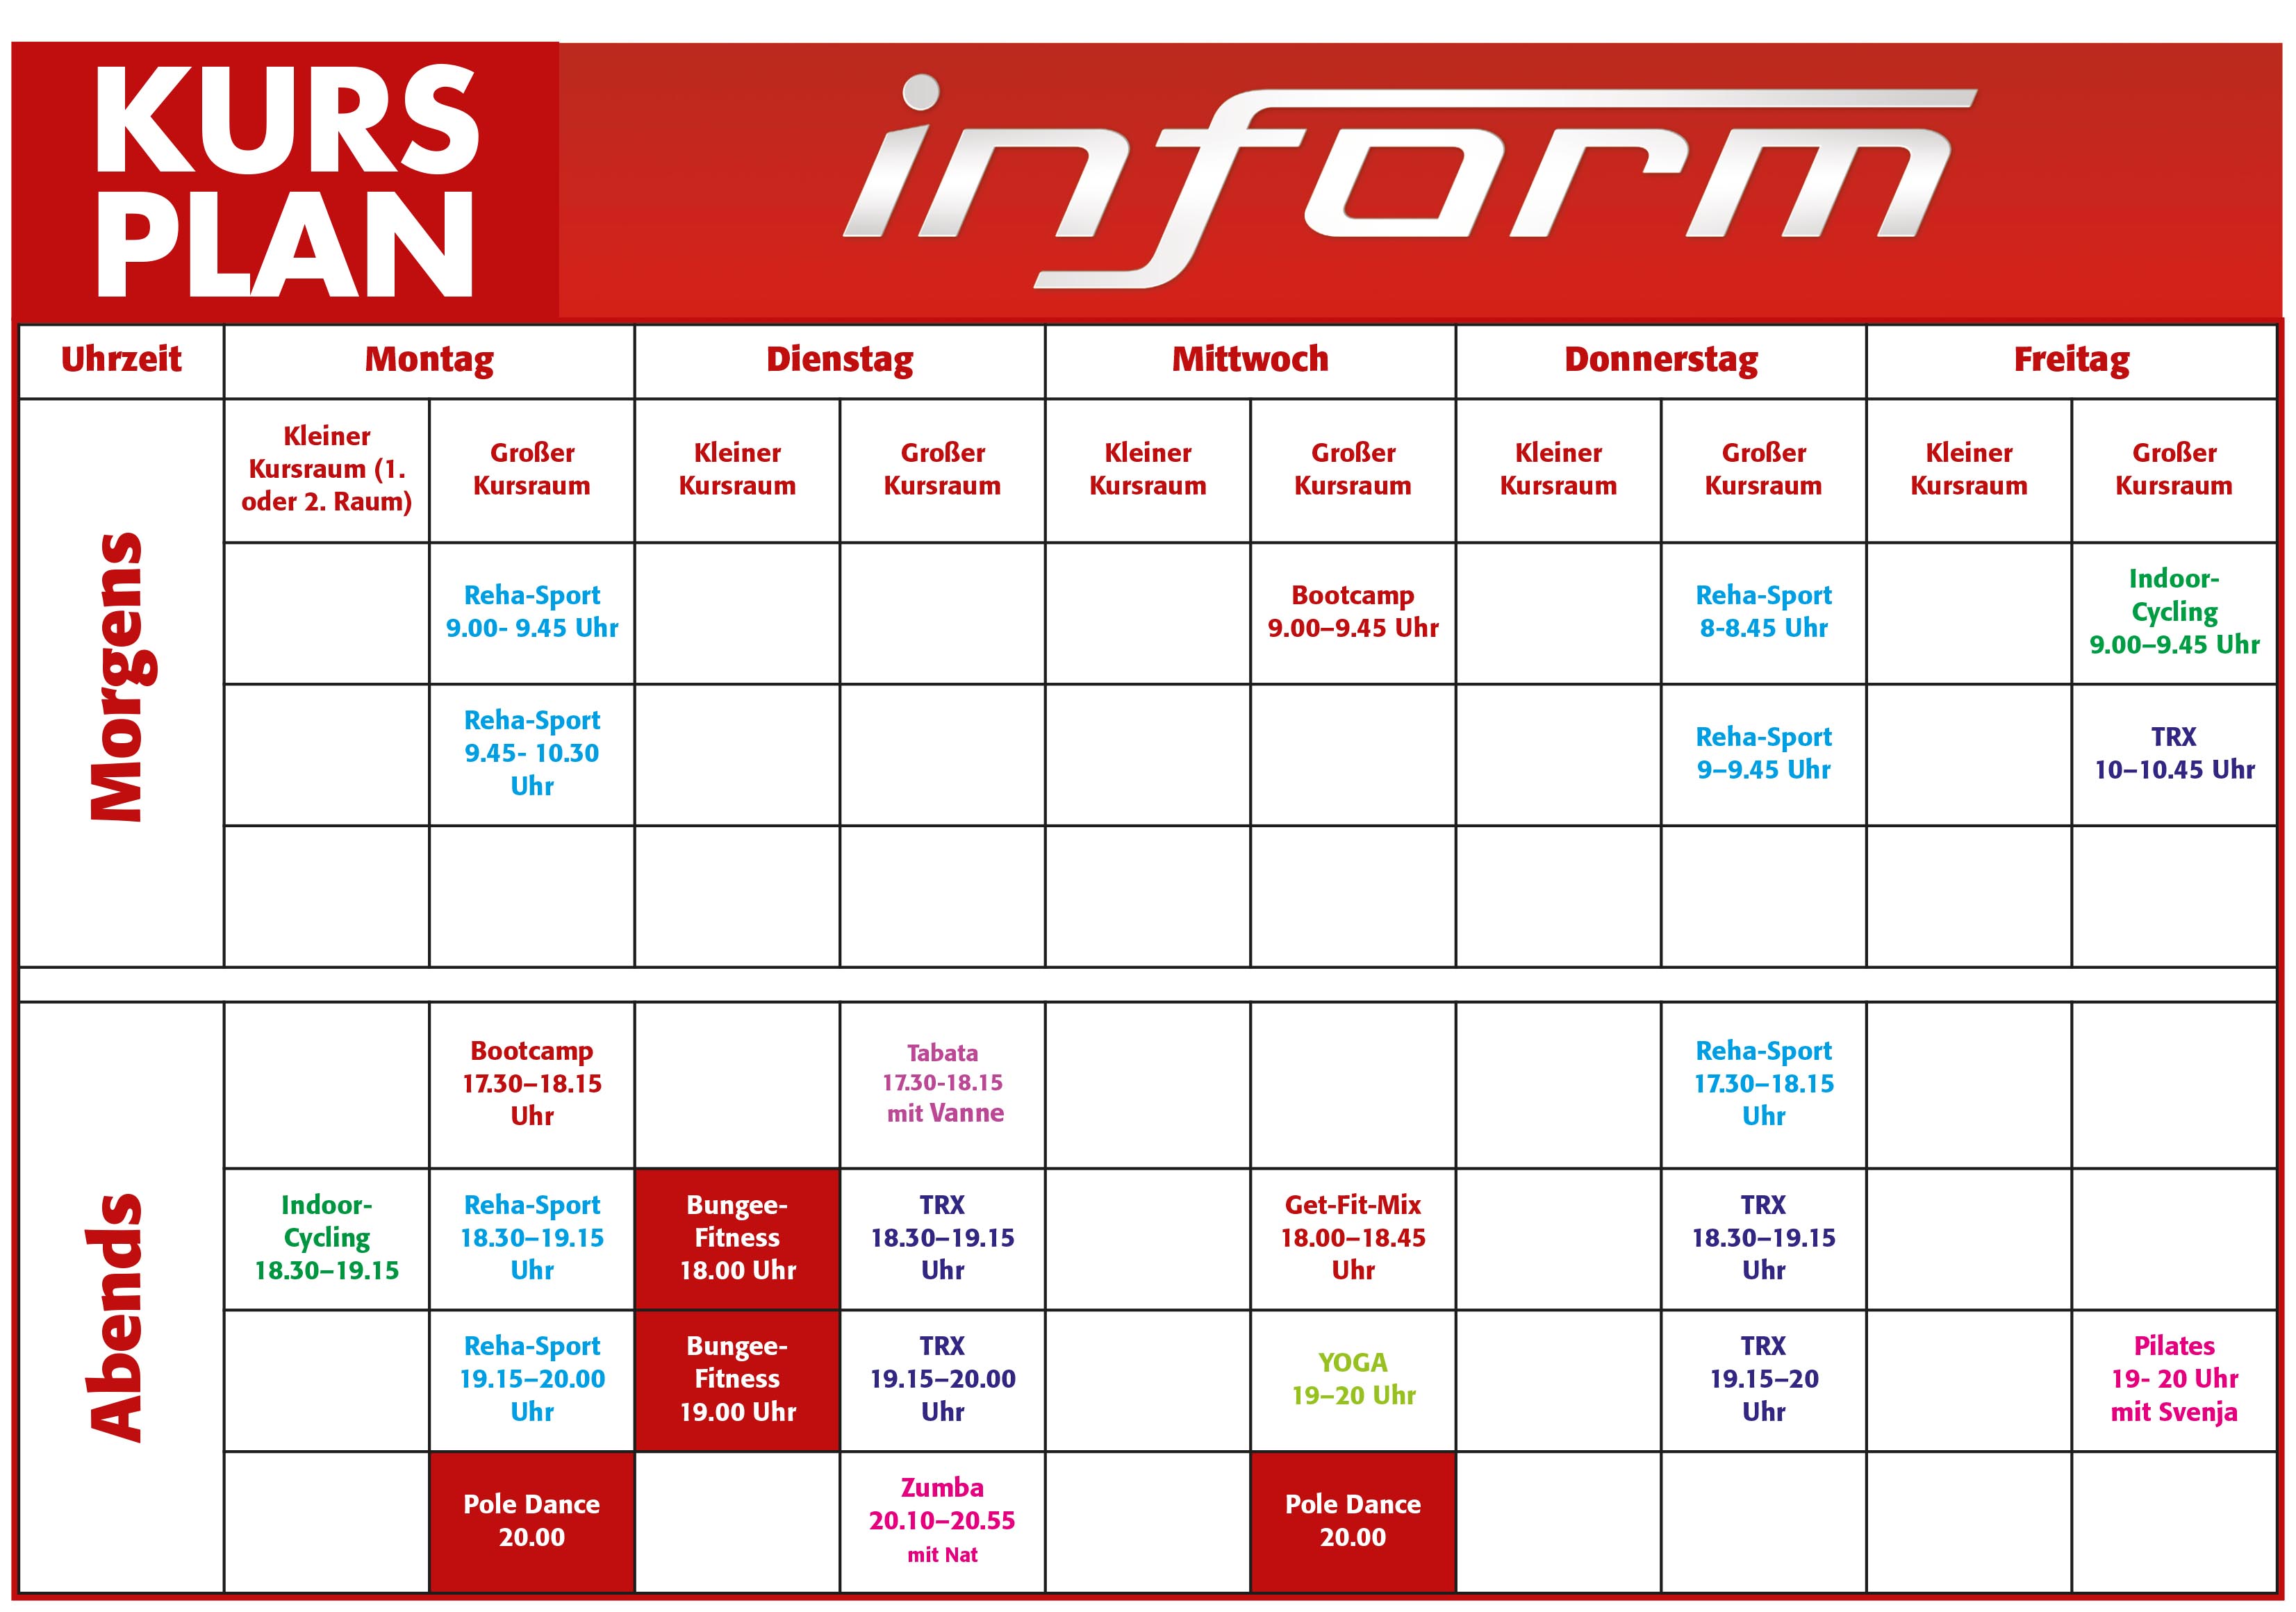 KURS
PLAN
inform
Uhrzeit
Montag
Dienstag
Mittwoch
Donnerstag
Freitag
Morgens
Kleiner
Kursraum (1.
oder 2. Raum)
Großer
Kursraum
Kleiner
Kursraum
Großer
Kursraum
Kleiner
Kursraum
Großer
Kursraum
Kleiner
Kursraum
Großer
Kursraum
Kleiner
Kursraum
Großer
Kursraum
Reha-Sport
9.00- 9.45 Uhr
Bootcamp
9.00–9.45 Uhr
Reha-Sport
8-8.45 Uhr
Indoor-
Cycling
9.00–9.45 Uhr
Reha-Sport
9.45- 10.30
Uhr
Reha-Sport
9–9.45 Uhr
TRX
10–10.45 Uhr
Abends
Bootcamp
17.30–18.15
Uhr
Tabata
17.30-18.15
mit Vanne
Reha-Sport
17.30–18.15
Uhr
Indoor-
Cycling
18.30–19.15
Reha-Sport
18.30–19.15
Uhr
Bungee-
Fitness
18.00 Uhr
TRX
18.30–19.15
Uhr
Get-Fit-Mix
18.00–18.45
Uhr
TRX
18.30–19.15
Uhr
Reha-Sport
19.15–20.00
Uhr
Bungee-
Fitness
19.00 Uhr
TRX
19.15–20.00
Uhr
YOGA
19–20 Uhr
TRX
19.15–20
Uhr
Pilates
19- 20 Uhr
mit Svenja
Pole Dance
20.00
Zumba
20.10–20.55
mit Nat
Pole Dance
20.00